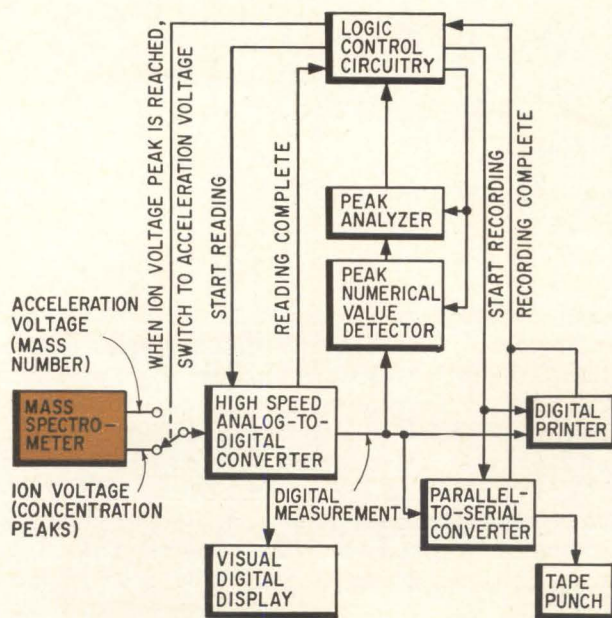 LOGIC
CONTROL
CIRCUITRY
WHEN ION VOLTAGE PEAK IS REACHED,
SWITCH TO ACCELERATION VOLTAGE
START READING
READING COMPLETE
PEAK
ANALYZER
PEAK
NUMERICAL
VALUE
DETECTOR
START RECORDING
RECORDING COMPLETE
ACCELERATION
VOLTAGE
(MASS
NUMBER)
MASS
SPECTRO-
METER
ION VOLTAGE
(CONCENTRATION
PEAKS)
HIGH SPEED
ANALOG-TO-
DIGITAL
CONVERTER
DIGITAL
MEASUREMENT
DIGITAL
PRINTER
PARALLEL-
TO-SERIAL
CONVERTER
VISUAL
DIGITAL
DISPLAY
TAPE
PUNCH